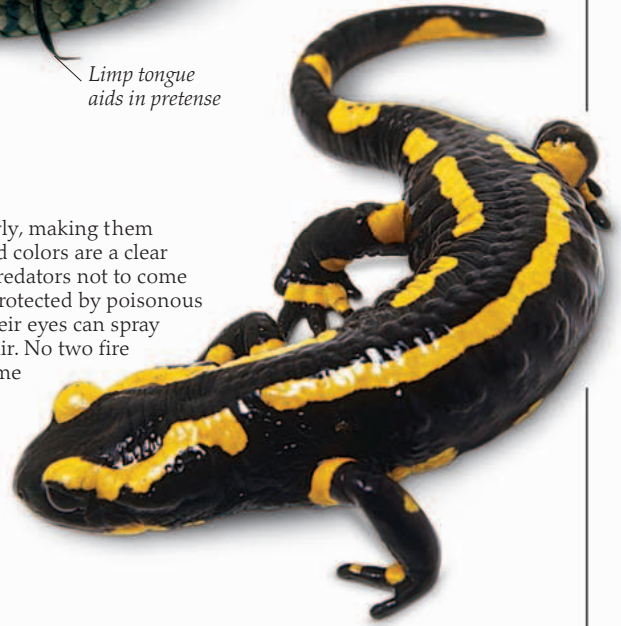 Limp tongue
aids in pretense
rly, making them
d colors are a clear
redators not to come
rotected by poisonous
eir eyes can spray
ir. No two fire
me